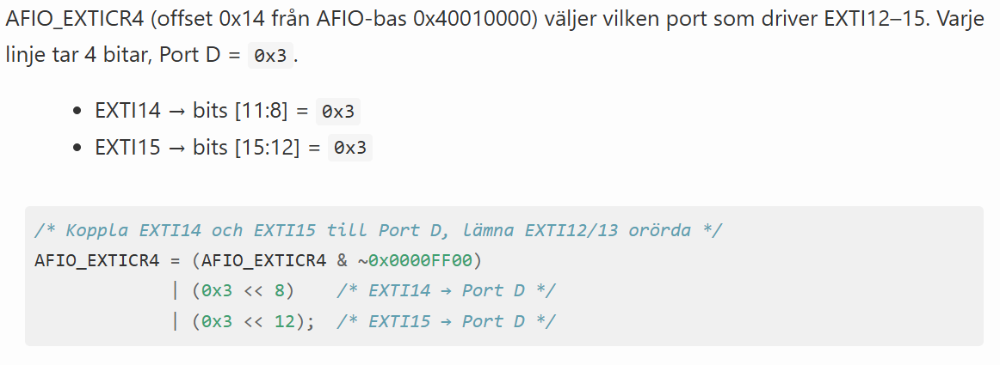 AFIO_EXTICR4 (offset 0x14 från AFIO-bas 0x40010000) väljer vilken port som driver EXTI12–15. Varje
linje tar 4 bitar, Port D = 0x3.
• EXTI14 → bits [11:8] = 0x3
• EXTI15 → bits [15:12] = 0x3
/* Koppla EXTI14 och EXTI15 till Port D, lämna EXTI12/13 orörda */
AFIO_EXTICR4 = (AFIO_EXTICR4 & ~0x0000FF00)
             | (0x3 << 8)    /* EXTI14 → Port D */
             | (0x3 << 12);  /* EXTI15 → Port D */